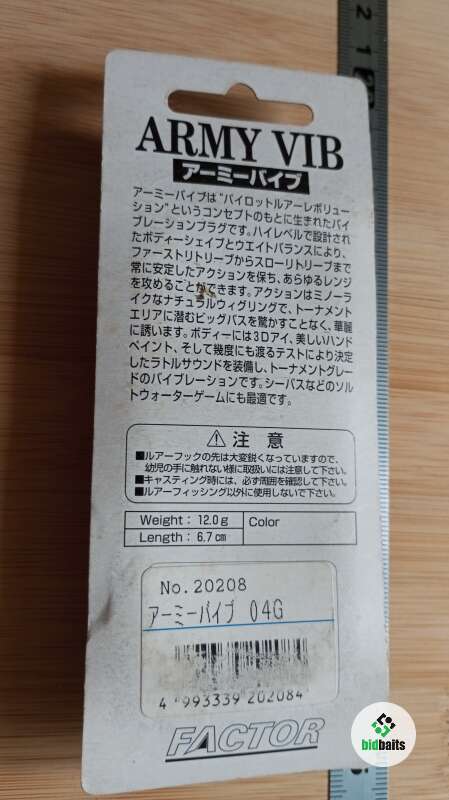 ARMY VIB
アーミーバイブ
アーミーバイブは"パイロットルアーレボリュー
ション"というコンセプトのもとに生まれたバイ
ブレーションプラグです。ハイレベルで設計され
たボディーシェイプとウエイトバランスにより、
ファーストリトリーブからスローリトリーブまで
常に安定したアクションを保ち、あらゆるレンジ
を攻めることができます。アクションはミノーラ
イクなナチュラルウィグリングで、トーナメント
エリアに潜むビッグバスを驚かすことなく、華麗
に誘います。ボディーには3Dアイ、美しいハンド
ペイント、そして幾度にも渡るテストにより決定
したラトルサウンドを装備し、トーナメントグレー
ドのバイブレーションです。シーバスなどのソル
トウォーターゲームにも最適です。
注意
■ルアーフックの先は大変鋭くなっていますので、
幼児の手に触れない様に取扱いには注意して下さい。
■キャスティング時には、必ず周囲を確認して下さい。
■ルアーフィッシング以外に使用しないで下さい。
Weight : 12.0g Color
Length : 6.7cm
No.20208
アーミーバイブ 04G
4 993339 202084
FACTOR
2 1
bidbaits